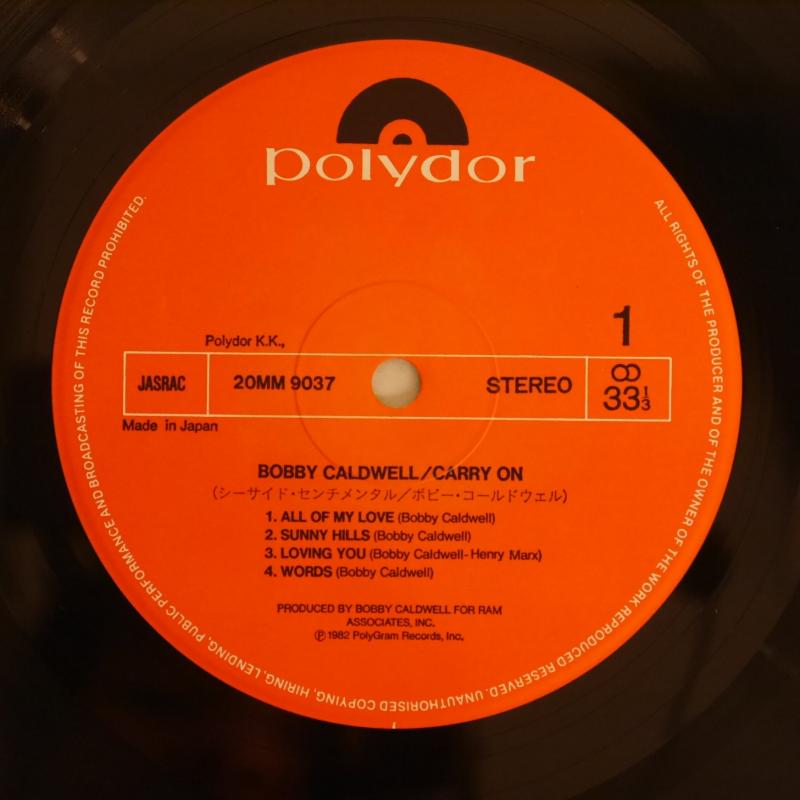 polydor
1
Polydor K.K.,
JASRAC
20MM 9037
STEREO
33 1/3
Made in Japan
BOBBY CALDWELL/CARRY ON
(シーサイド・センチメンタル/ボビー・コールドウェル)
1. ALL OF MY LOVE (Bobby Caldwell)
2. SUNNY HILLS (Bobby Caldwell)
3. LOVING YOU (Bobby Caldwell-Henry Marx)
4. WORDS (Bobby Caldwell)
PRODUCED BY BOBBY CALDWELL FOR RAM
ASSOCIATES, INC.
℗1982 PolyGram Records, Inc,
ALL RIGHTS OF THE PRODUCER AND OF THE OWNER OF THE WORK REPRODUCED RESERVED. UNAUTHORISED COPYING, HIRING, LENDING, PUBLIC PERFORMANCE AND BROADCASTING OF THIS RECORD PROHIBITED.